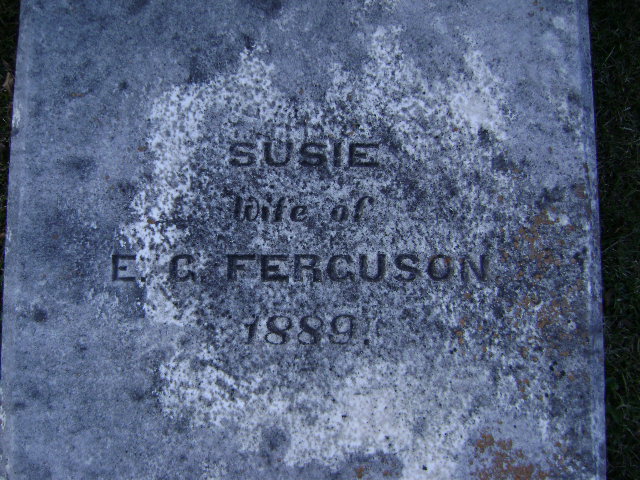 SUSIE
Wife of
E. G. FERGUSON
1889.